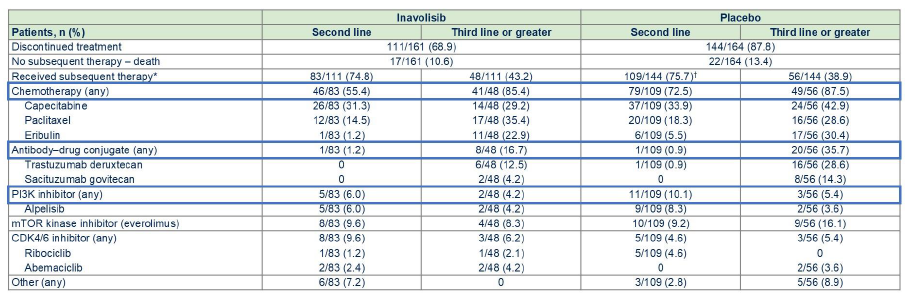 Inavolisib Placebo
Patients, n (%) Second line Third line or greater Second line Third line or greater
Discontinued treatment 111/161 (68.9) 144/164 (87.8)
No subsequent therapy – death 17/161 (10.6) 22/164 (13.4)
Received subsequent therapy* 83/111 (74.8) 48/111 (43.2) 109/144 (75.7)† 56/144 (38.9)
Chemotherapy (any) 46/83 (55.4) 41/48 (85.4) 79/109 (72.5) 49/56 (87.5)
Capecitabine 26/83 (31.3) 14/48 (29.2) 37/109 (33.9) 24/56 (42.9)
Paclitaxel 12/83 (14.5) 17/48 (35.4) 20/109 (18.3) 16/56 (28.6)
Eribulin 1/83 (1.2) 11/48 (22.9) 6/109 (5.5) 17/56 (30.4)
Antibody–drug conjugate (any) 1/83 (1.2) 8/48 (16.7) 1/109 (0.9) 20/56 (35.7)
Trastuzumab deruxtecan 0 6/48 (12.5) 1/109 (0.9) 16/56 (28.6)
Sacituzumab govitecan 0 2/48 (4.2) 0 8/56 (14.3)
PI3K inhibitor (any) 5/83 (6.0) 2/48 (4.2) 11/109 (10.1) 3/56 (5.4)
Alpelisib 5/83 (6.0) 2/48 (4.2) 9/109 (8.3) 2/56 (3.6)
mTOR kinase inhibitor (everolimus) 8/83 (9.6) 4/48 (8.3) 10/109 (9.2) 9/56 (16.1)
CDK4/6 inhibitor (any) 8/83 (9.6) 3/48 (6.2) 5/109 (4.6) 3/56 (5.4)
Ribociclib 1/83 (1.2) 1/48 (2.1) 5/109 (4.6) 0
Abemaciclib 2/83 (2.4) 2/48 (4.2) 0 2/56 (3.6)
Other (any) 6/83 (7.2) 0 3/109 (2.8) 5/56 (8.9)